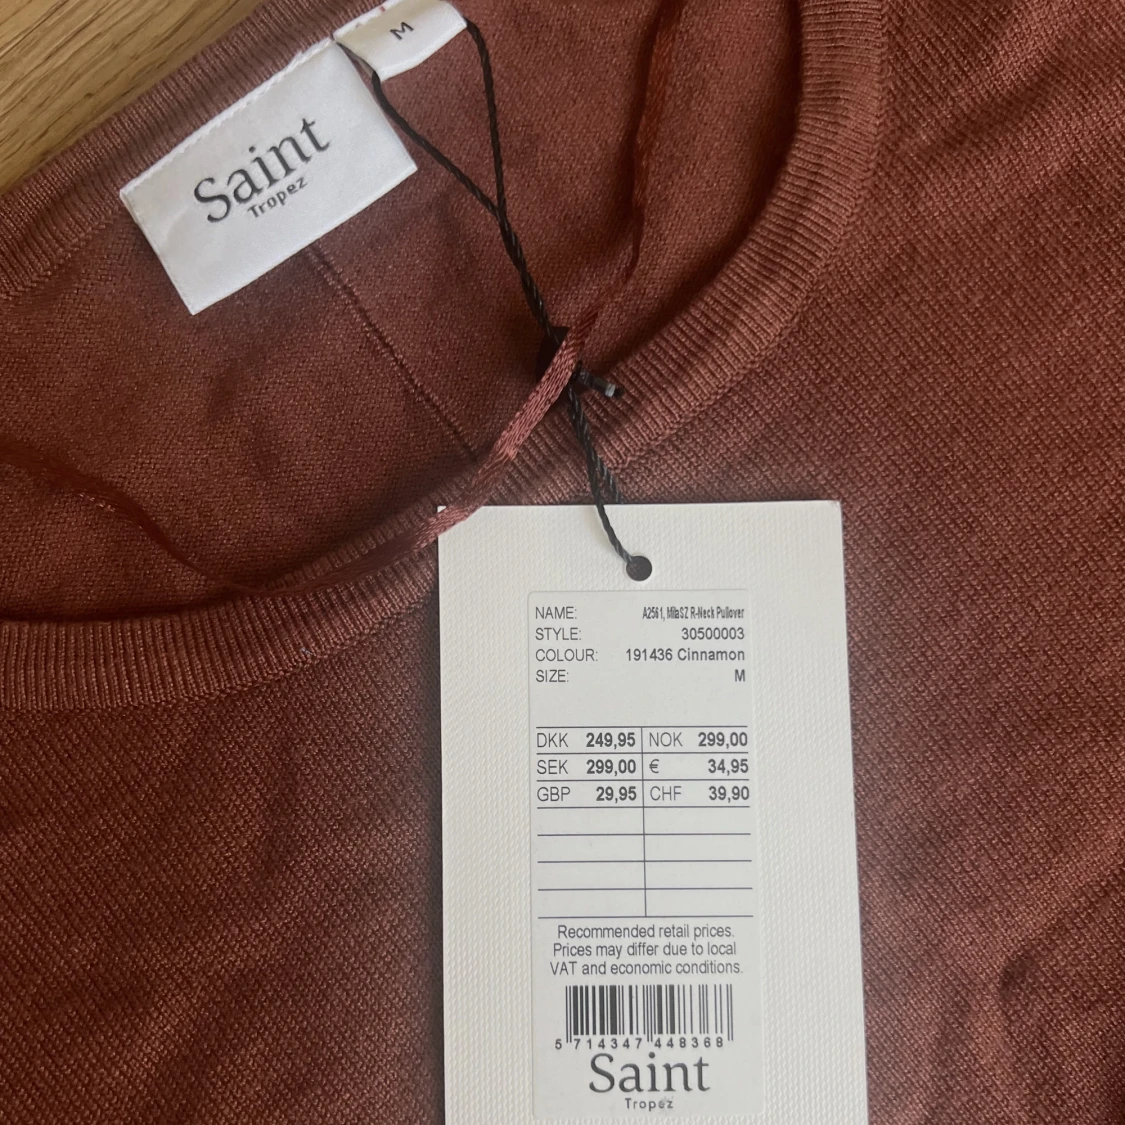 M
Saint
Tropez
NAME: A2561, MilaSZ R-Neck Pullover
STYLE: 30500003
COLOUR: 191436 Cinnamon
SIZE: M
DKK 249,95 NOK 299,00
SEK 299,00 € 34,95
GBP 29,95 CHF 39,90
Recommended retail prices.
Prices may differ due to local
VAT and economic conditions.
5 714347 448368
Saint
Tropez